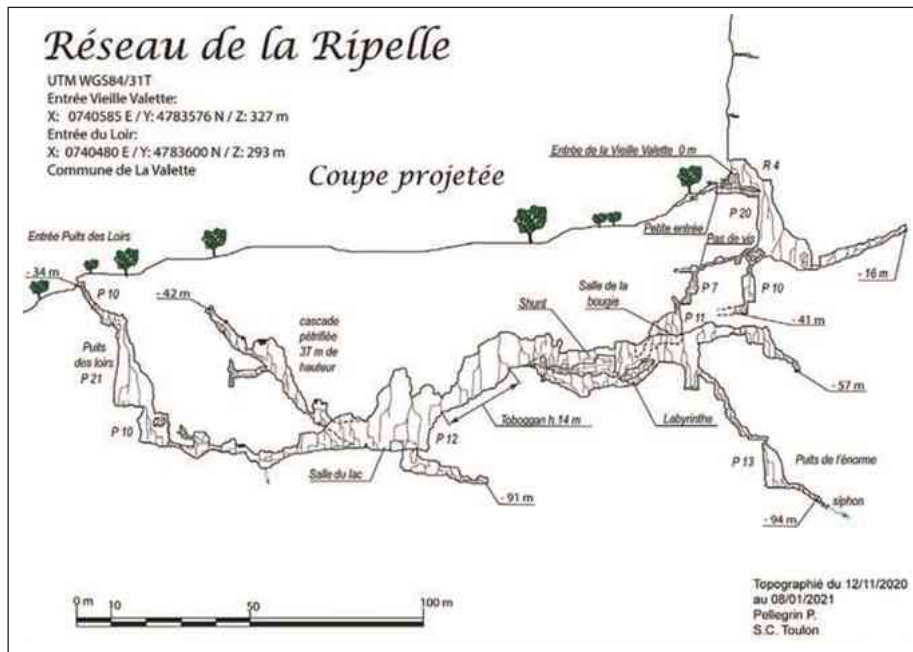 Réseau de la Ripelle
UTM WGS84/31T
Entrée Vieille Valette:
X: 0740585 E / Y: 4783576 N / Z: 327 m
Entrée du Loir:
X: 0740480 E / Y: 4783600 N / Z: 293 m
Commune de La Valette
Coupe projetée
Entrée de la Vieille Valette 0 m
R 4
P 20
Petite entrée
Pas de vis
- 16 m
Entrée Puits des Loirs
- 34 m
P 10
- 42 m
P 7
P 10
Salle de la
bougie
Shunt
P 11
- 41 m
cascade
pétrifiée
37 m de
hauteur
Puits
des loirs
P 21
- 57 m
P 10
P 12
Toboggan h.14 m
Labyrinthe
Salle du lac
P 13
Puits de l'énorme
- 91 m
siphon
- 94 m
0 m
10
50
100 m
Topographié du 12/11/2020
au 08/01/2021
Pellegrin P.
S.C. Toulon